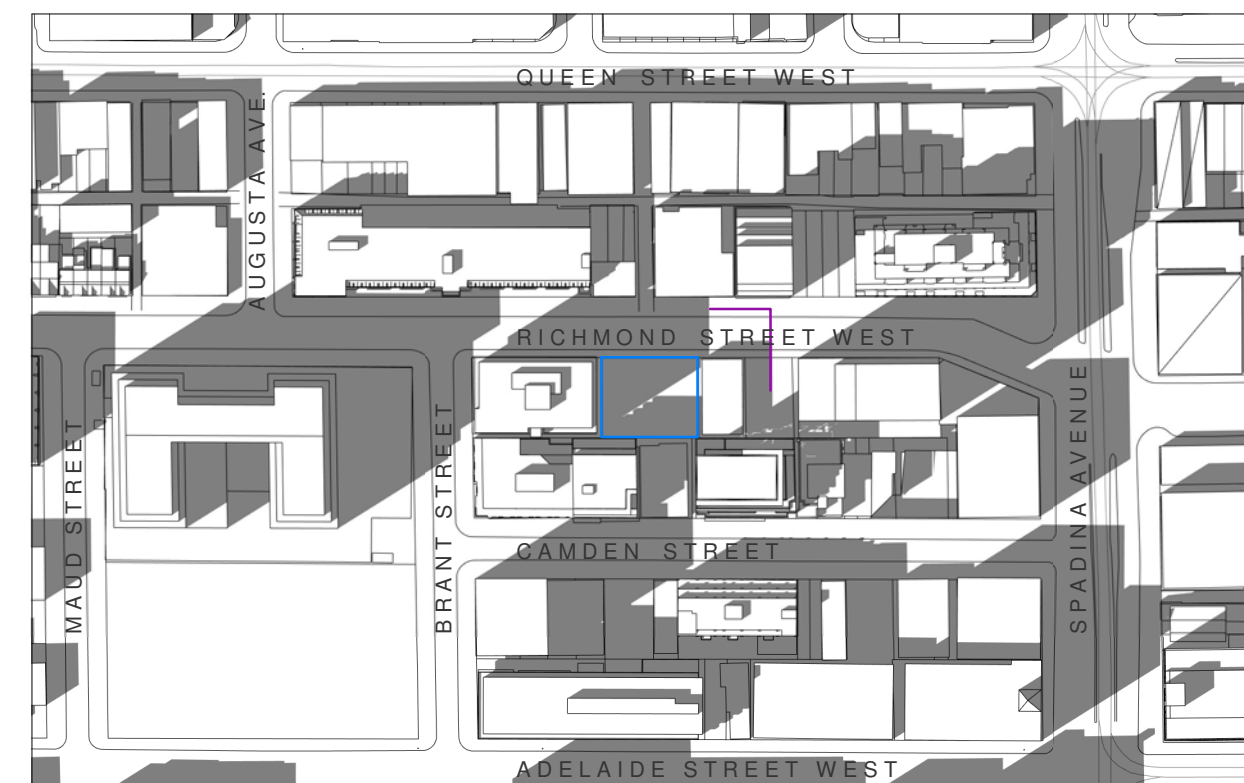 QUEEN STREET WEST
AUGUSTA AVE.
RICHMOND STREET WEST
MAUD STREET
BRANT STREET
SPADINA AVENUE
CAMDEN STREET
ADELAIDE STREET WEST